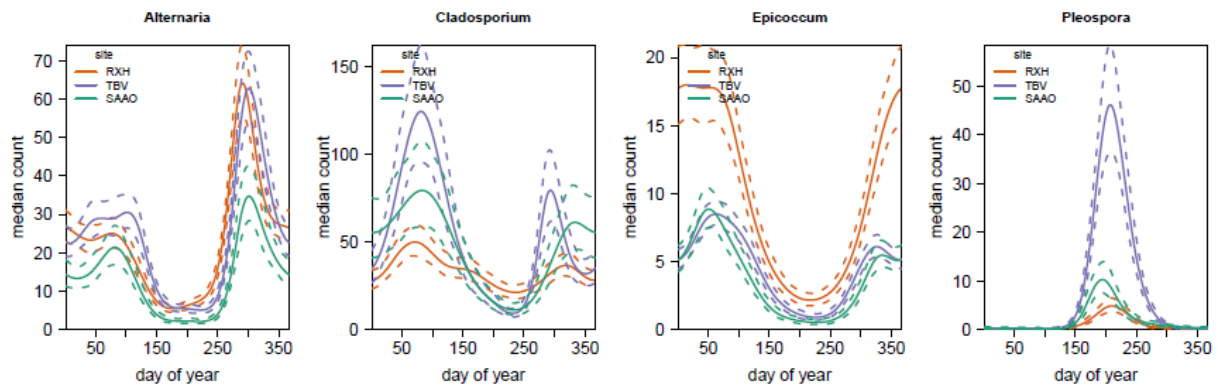 Alternaria
median count
70
60
50
40
30
20
10
0
site
RXH
TBV
SAAO
50 150 250 350
day of year
Cladosporium
median count
150
100
50
0
site
RXH
TBV
SAAO
50 150 250 350
day of year
Epicoccum
median count
20
15
10
5
0
site
RXH
TBV
SAAO
50 150 250 350
day of year
Pleospora
median count
50
40
30
20
10
0
site
RXH
TBV
SAAO
50 150 250 350
day of year